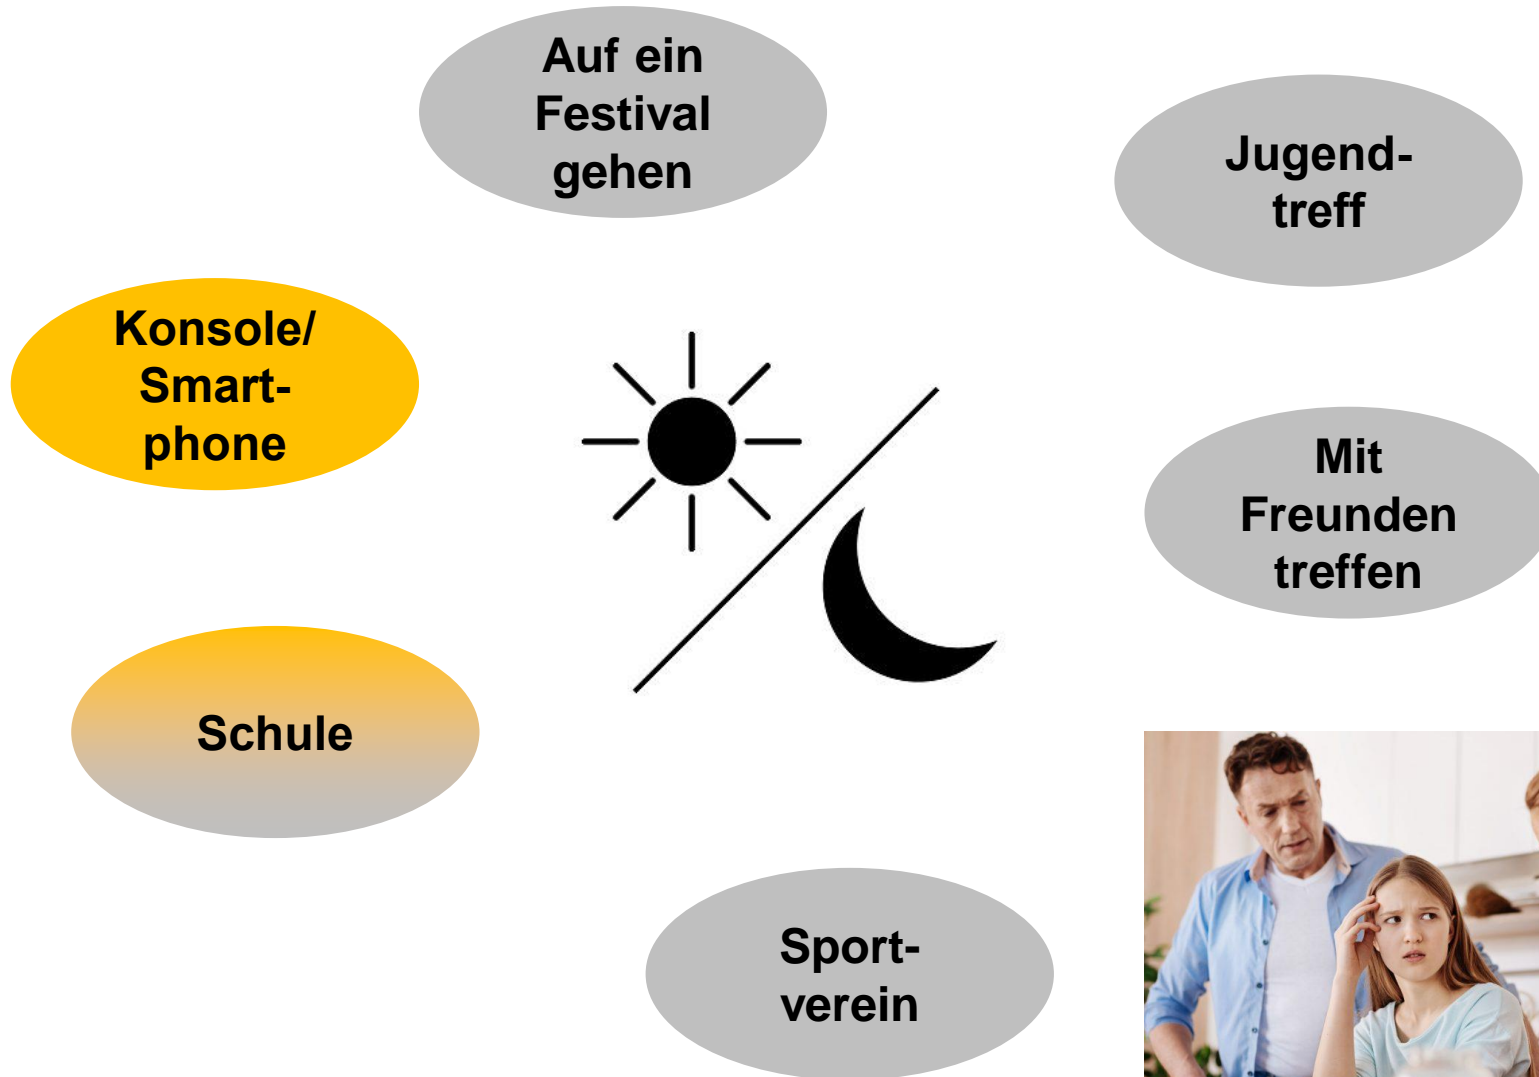 Auf ein
Festival
gehen
Jugend-
treff
Konsole/
Smart-
phone
Mit
Freunden
treffen
Schule
Sport-
verein